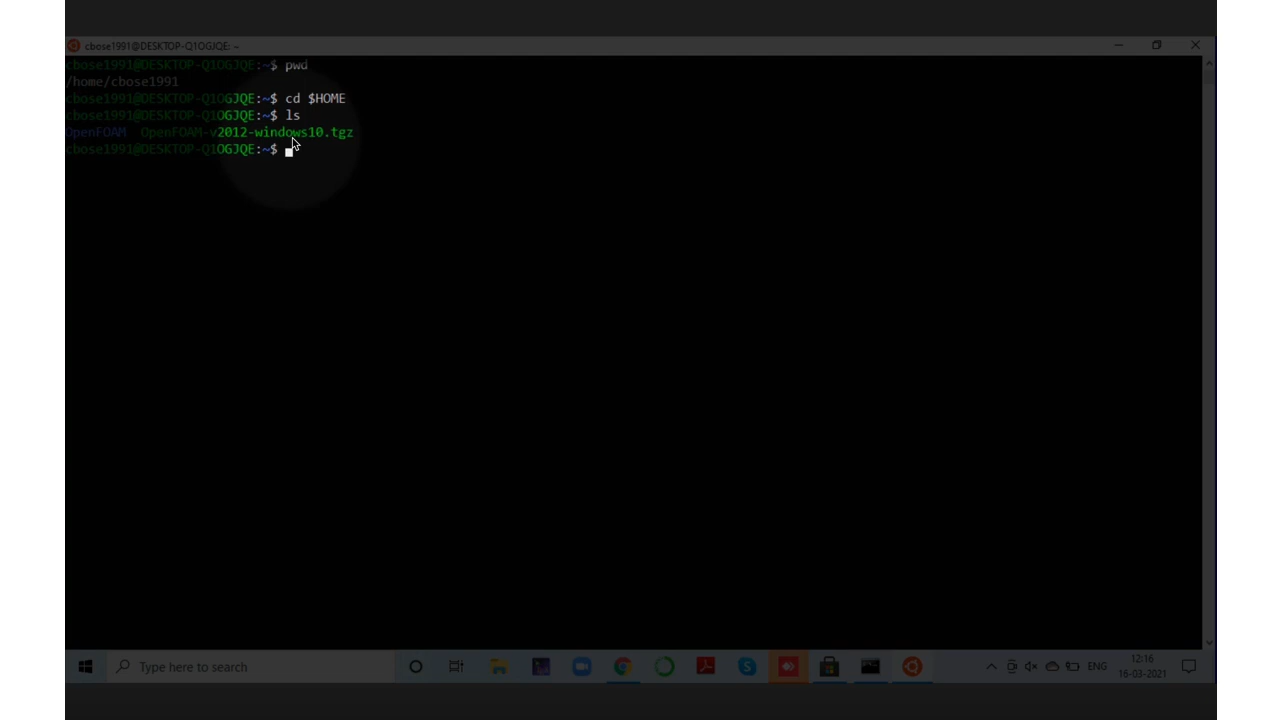 cbose1991@DESKTOP-Q1OGJQE: ~
cbose1991@DESKTOP-Q1OGJQE:~$ pwd
/home/cbose1991
cbose1991@DESKTOP-Q1OGJQE:~$ cd $HOME
cbose1991@DESKTOP-Q1OGJQE:~$ ls
OpenFOAM OpenFOAM-v2012-windows10.tgz
cbose1991@DESKTOP-Q1OGJQE:~$
Type here to search
ENG
12:16
16-03-2021